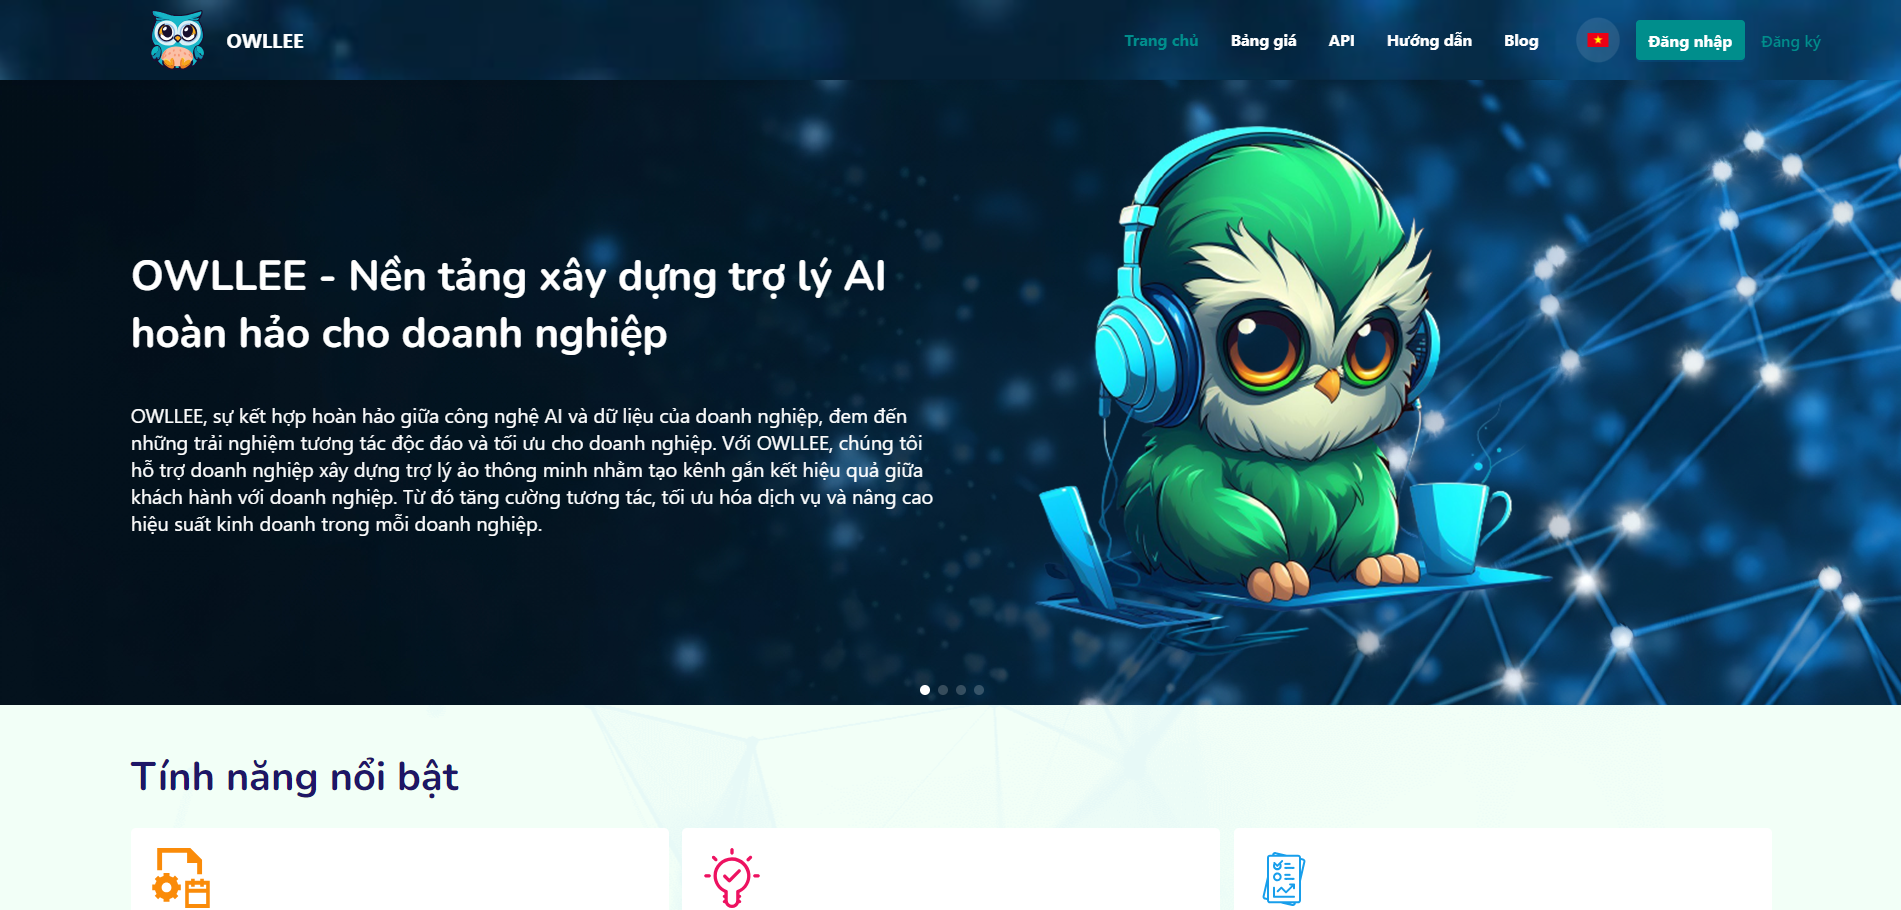 OWLLEE
Trang chủ
Bảng giá
API
Hướng dẫn
Blog
Đăng nhập
Đăng ký
OWLLEE - Nền tảng xây dựng trợ lý AI
hoàn hảo cho doanh nghiệp
OWLLEE, sự kết hợp hoàn hảo giữa công nghệ AI và dữ liệu của doanh nghiệp, đem đến
những trải nghiệm tương tác độc đáo và tối ưu cho doanh nghiệp. Với OWLLEE, chúng tôi
hỗ trợ doanh nghiệp xây dựng trợ lý ảo thông minh nhằm tạo kênh gắn kết hiệu quả giữa
khách hành với doanh nghiệp. Từ đó tăng cường tương tác, tối ưu hóa dịch vụ và nâng cao
hiệu suất kinh doanh trong mỗi doanh nghiệp.
Tính năng nổi bật